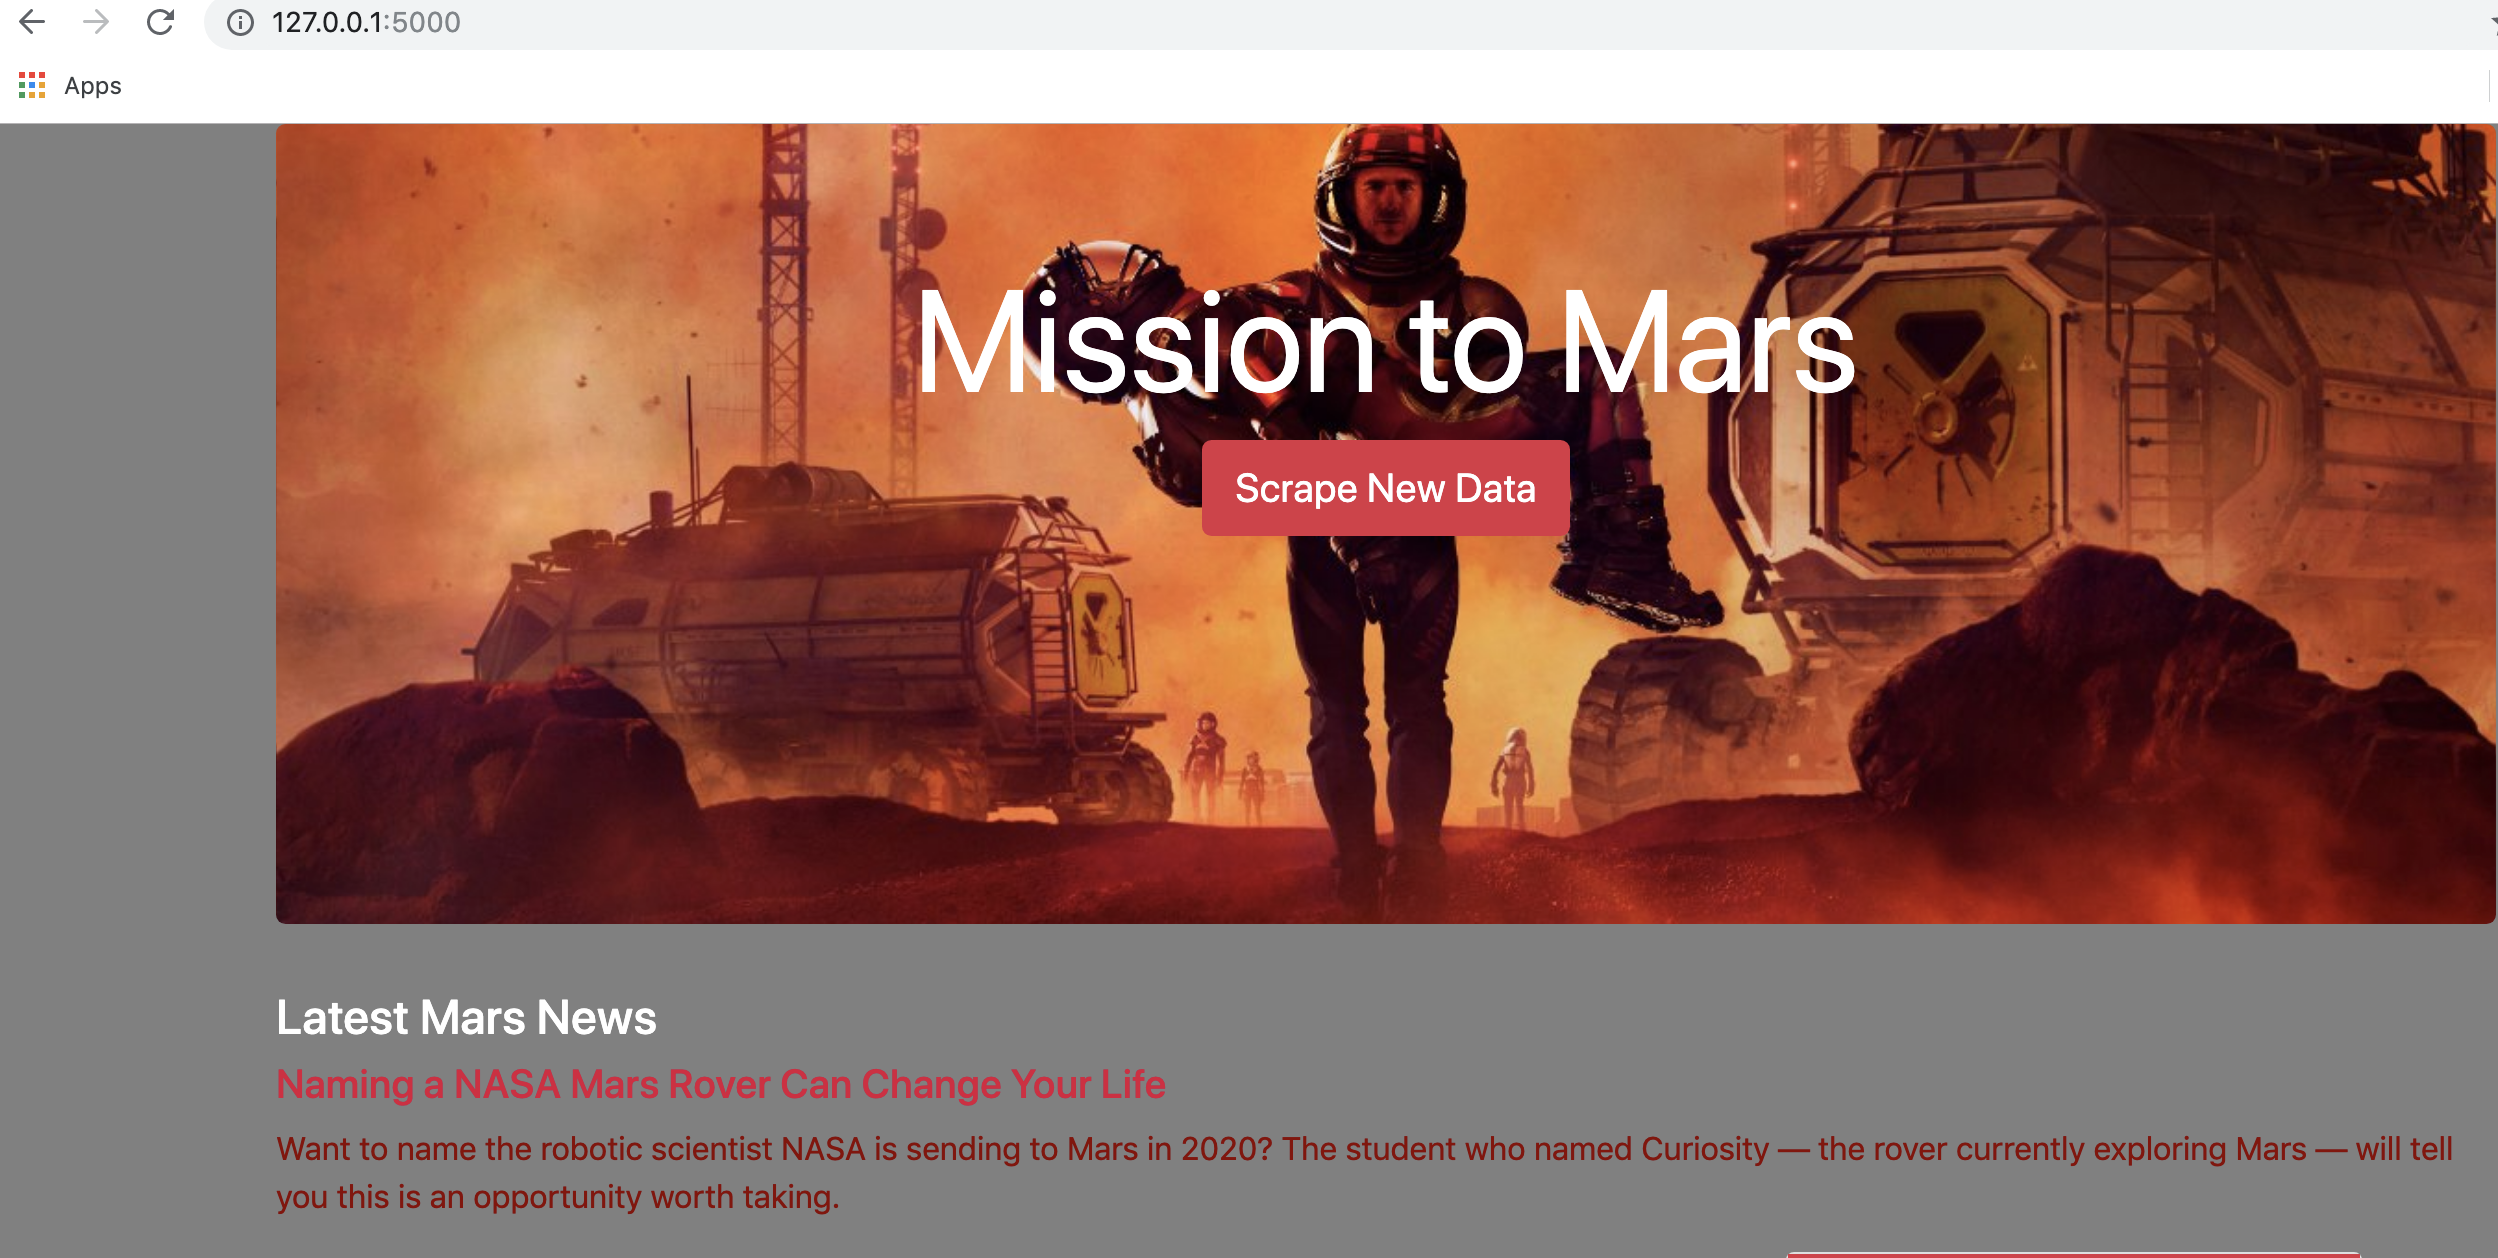 127.0.0.1:5000
Apps
Mission to Mars
Scrape New Data
Latest Mars News
Naming a NASA Mars Rover Can Change Your Life
Want to name the robotic scientist NASA is sending to Mars in 2020? The student who named Curiosity — the rover currently exploring Mars — will tell
you this is an opportunity worth taking.